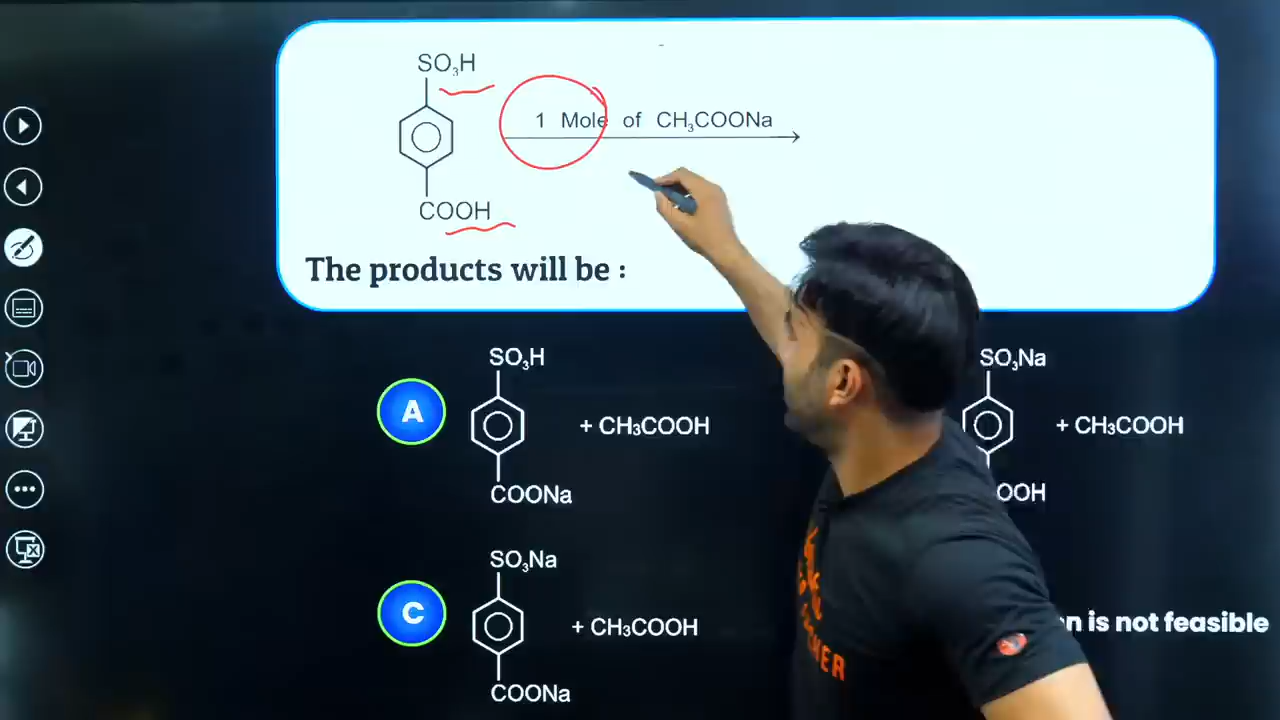 SO₃H
1 Mole of CH₃COONa
COOH
The products will be :
SO₃H
A
+ CH₃COOH
COONa
SO₃Na
+ CH₃COOH
OOH
SO₃Na
C
+ CH₃COOH
COONa
is not feasible
HER